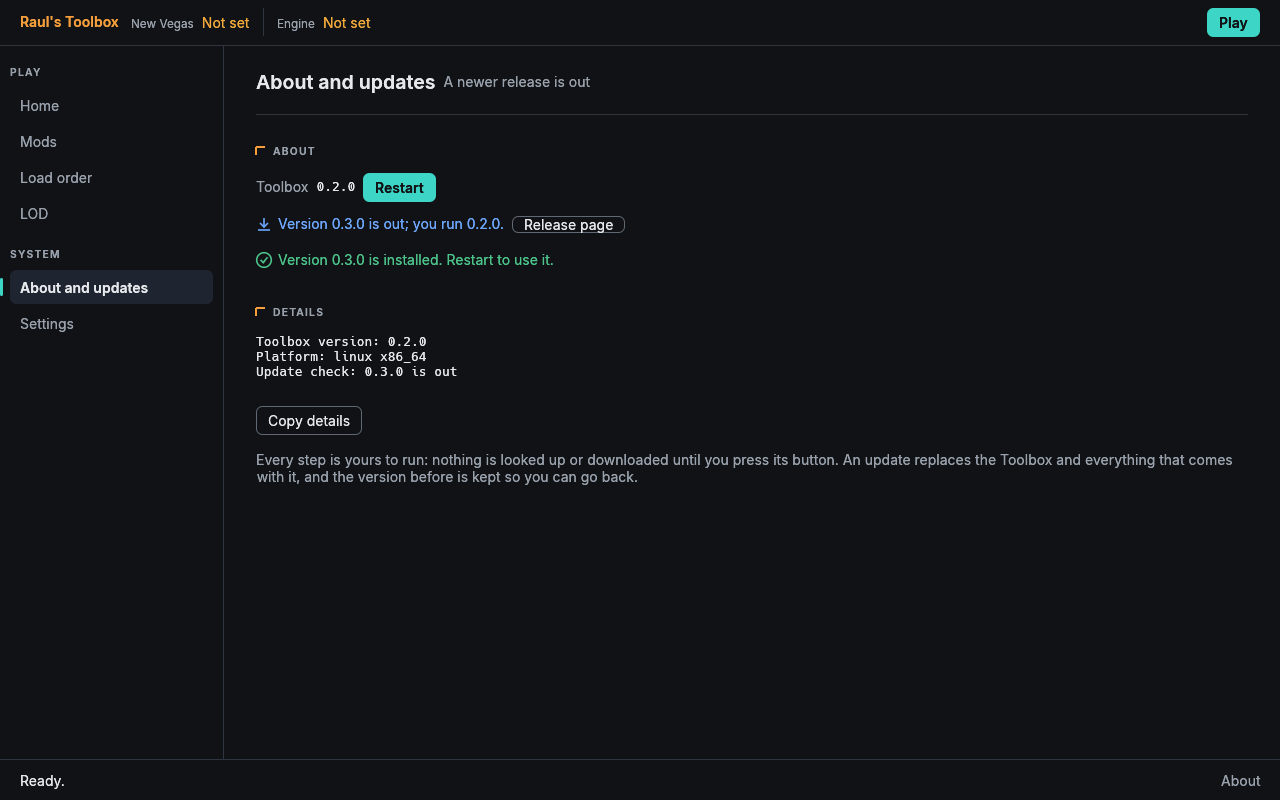 Raul's Toolbox New Vegas Not set Engine Not set Play
PLAY
Home
Mods
Load order
LOD
SYSTEM
About and updates
Settings
About and updates A newer release is out
ABOUT
Toolbox 0.2.0 Restart
Version 0.3.0 is out; you run 0.2.0. Release page
Version 0.3.0 is installed. Restart to use it.
DETAILS
Toolbox version: 0.2.0
Platform: linux x86_64
Update check: 0.3.0 is out
Copy details
Every step is yours to run: nothing is looked up or downloaded until you press its button. An update replaces the Toolbox and everything that comes
with it, and the version before is kept so you can go back.
Ready. About